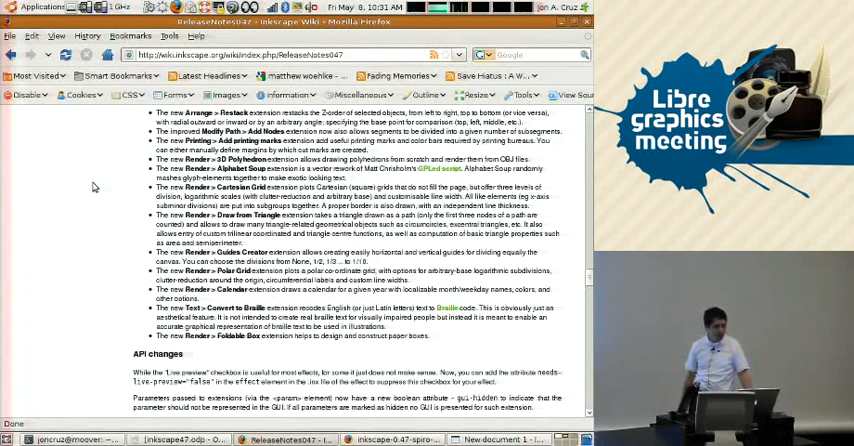 Applications
1 GHz
Fri May 8, 10:31 AM
jon A. Cruz
ReleaseNotes047 - Inkscape Wiki - Mozilla Firefox
File Edit View History Bookmarks Tools Help
http://wiki.inkscape.org/wiki/index.php/ReleaseNotes047
Google
Most Visited Smart Bookmarks Latest Headlines matthew woehlke - ... Fading Memories Save Hiatus : A W...
Disable Cookies CSS Forms Images Information Miscellaneous Outline Resize Tools View Sour
The new Arrange > Restack extension restacks the Z-order of selected objects, from left to right, top to bottom (or vice versa),
with radial outward or inward or by an arbitrary angle; specifying the base point for comparison (top, left, middle, etc.).
The improved Modify Path > Add Nodes extension now also allows segments to be divided into a given number of subsegments.
The new Printing > Add printing marks extension add useful printing marks and color bars required by printing bureaus. You
can either manually define margins by which cut marks are created.
The new Render > 3D Polyhedron extension allows drawing polyhedrons from scratch and render them from OBJ files.
The new Render > Alphabet Soup extension is a vector rework of Matt Chrisholm's GPLed script. Alphabet Soup randomly
mashes glyph-elements together to make exotic looking text.
The new Render > Cartesian Grid extension plots Cartesian (square) grids that do not fill the page, but offer three levels of
division, logarithmic scales (with clutter-reduction and arbitrary base) and customisable line width. All like elements (eg x-axis
subminor divisions) are put into subgroups together. A proper border is also drawn, with an independent line thickness.
The new Render > Draw from Triangle extension takes a triangle drawn as a path (only the first three nodes of a path are
counted) and allows to draw many triangle-related geometrical objects such as circumcircles, excentral triangles, etc. It also
allows entry of custom trilinear coordinated and triangle centre functions, as well as computation of basic triangle properties such
as area and semiperimeter.
The new Render > Guides Creator extension allows creating easily horizontal and vertical guides for dividing equally the
canvas. You can choose the divisions from None, 1/2, 1/3 ... to 1/10.
The new Render > Polar Grid extension plots a polar co-ordinate grid, with options for arbitrary-base logarithmic subdivisions,
clutter-reduction around the origin, circumferential labels and custom line widths.
The new Render > Calendar extension draws a calendar for a given year with localizable month/weekday names, colors, and
other options.
The new Text > Convert to Braille extension recodes English (or just Latin letters) text to Braille code. This is obviously just an
aesthetical feature. It is not intended to create real braille text for visually impaired people but instead it is meant to enable an
accurate graphical representation of braille text to be used in illustrations.
The new Render > Foldable Box extension helps to design and construct paper boxes.
API changes
While the "Live preview" checkbox is useful for most effects, for some it just does not make sense. Now, you can add the attribute needs-
live-preview="false" in the effect element in the .inx file of the effect to suppress this checkbox for your effect.
Parameters passed to extensions (via the <param> element) now have a new boolean attribute - gui-hidden to indicate that the
parameter should not be represented in the GUI. If all parameters are marked as hidden no GUI is presented for such extension.
Done
joncruz@moover: ~/... [inkscape47.odp - ... ReleaseNotes047 - I... inkscape-0.47-spiro-... New document 1 - I...
Libre
graphics
meeting